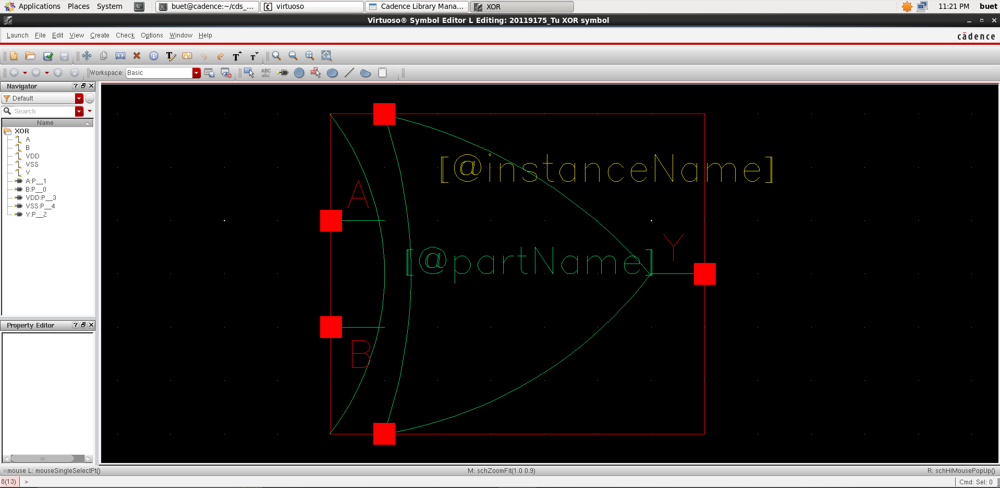 Applications Places System buet@cadence:~/cds_... virtuoso Cadence Library Mana... XOR 11:21 PM buet
Virtuoso® Symbol Editor L Editing: 20119175_Tu XOR symbol
Launch File Edit View Create Check Options Window Help cādence
Workspace: Basic ABC abc
Navigator
Default
Search
Name
XOR
A
B
VDD
VSS
Y
A:P__1
B:P__0
VDD:P__3
VSS:P__4
Y:P__2
Property Editor
[@instanceName]
A
Y
[@partName]
B
mouse L: mouseSingleSelectPt() M: schZoomFit(1.0 0.9) R: schHiMousePopUp()
8(13) > Cmd: Sel: 0